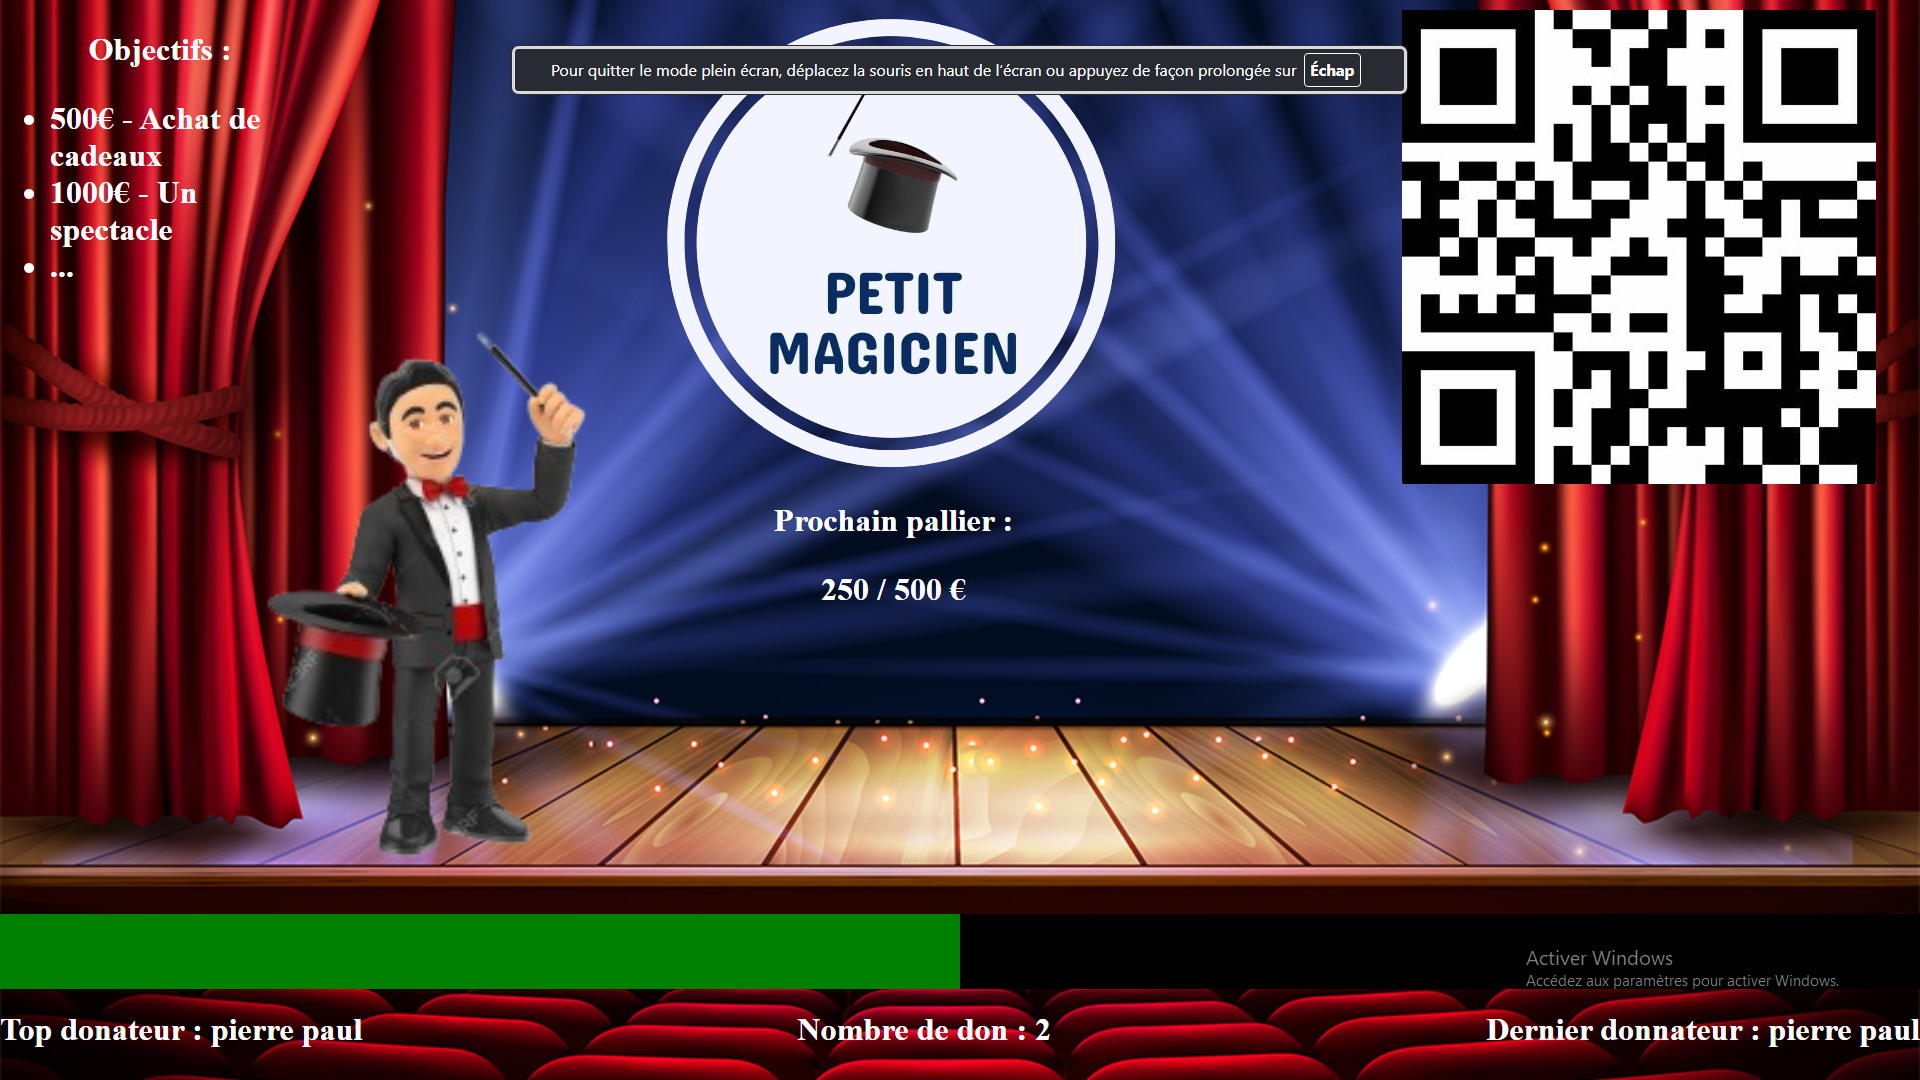 Objectifs :
500€ - Achat de
cadeaux
1000€ - Un
spectacle
...
Pour quitter le mode plein écran, déplacez la souris en haut de l'écran ou appuyez de façon prolongée sur Échap
PETIT
MAGICIEN
Prochain pallier :
250 / 500 €
Activer Windows
Accédez aux paramètres pour activer Windows.
Top donateur : pierre paul
Nombre de don : 2
Dernier donnateur : pierre paul